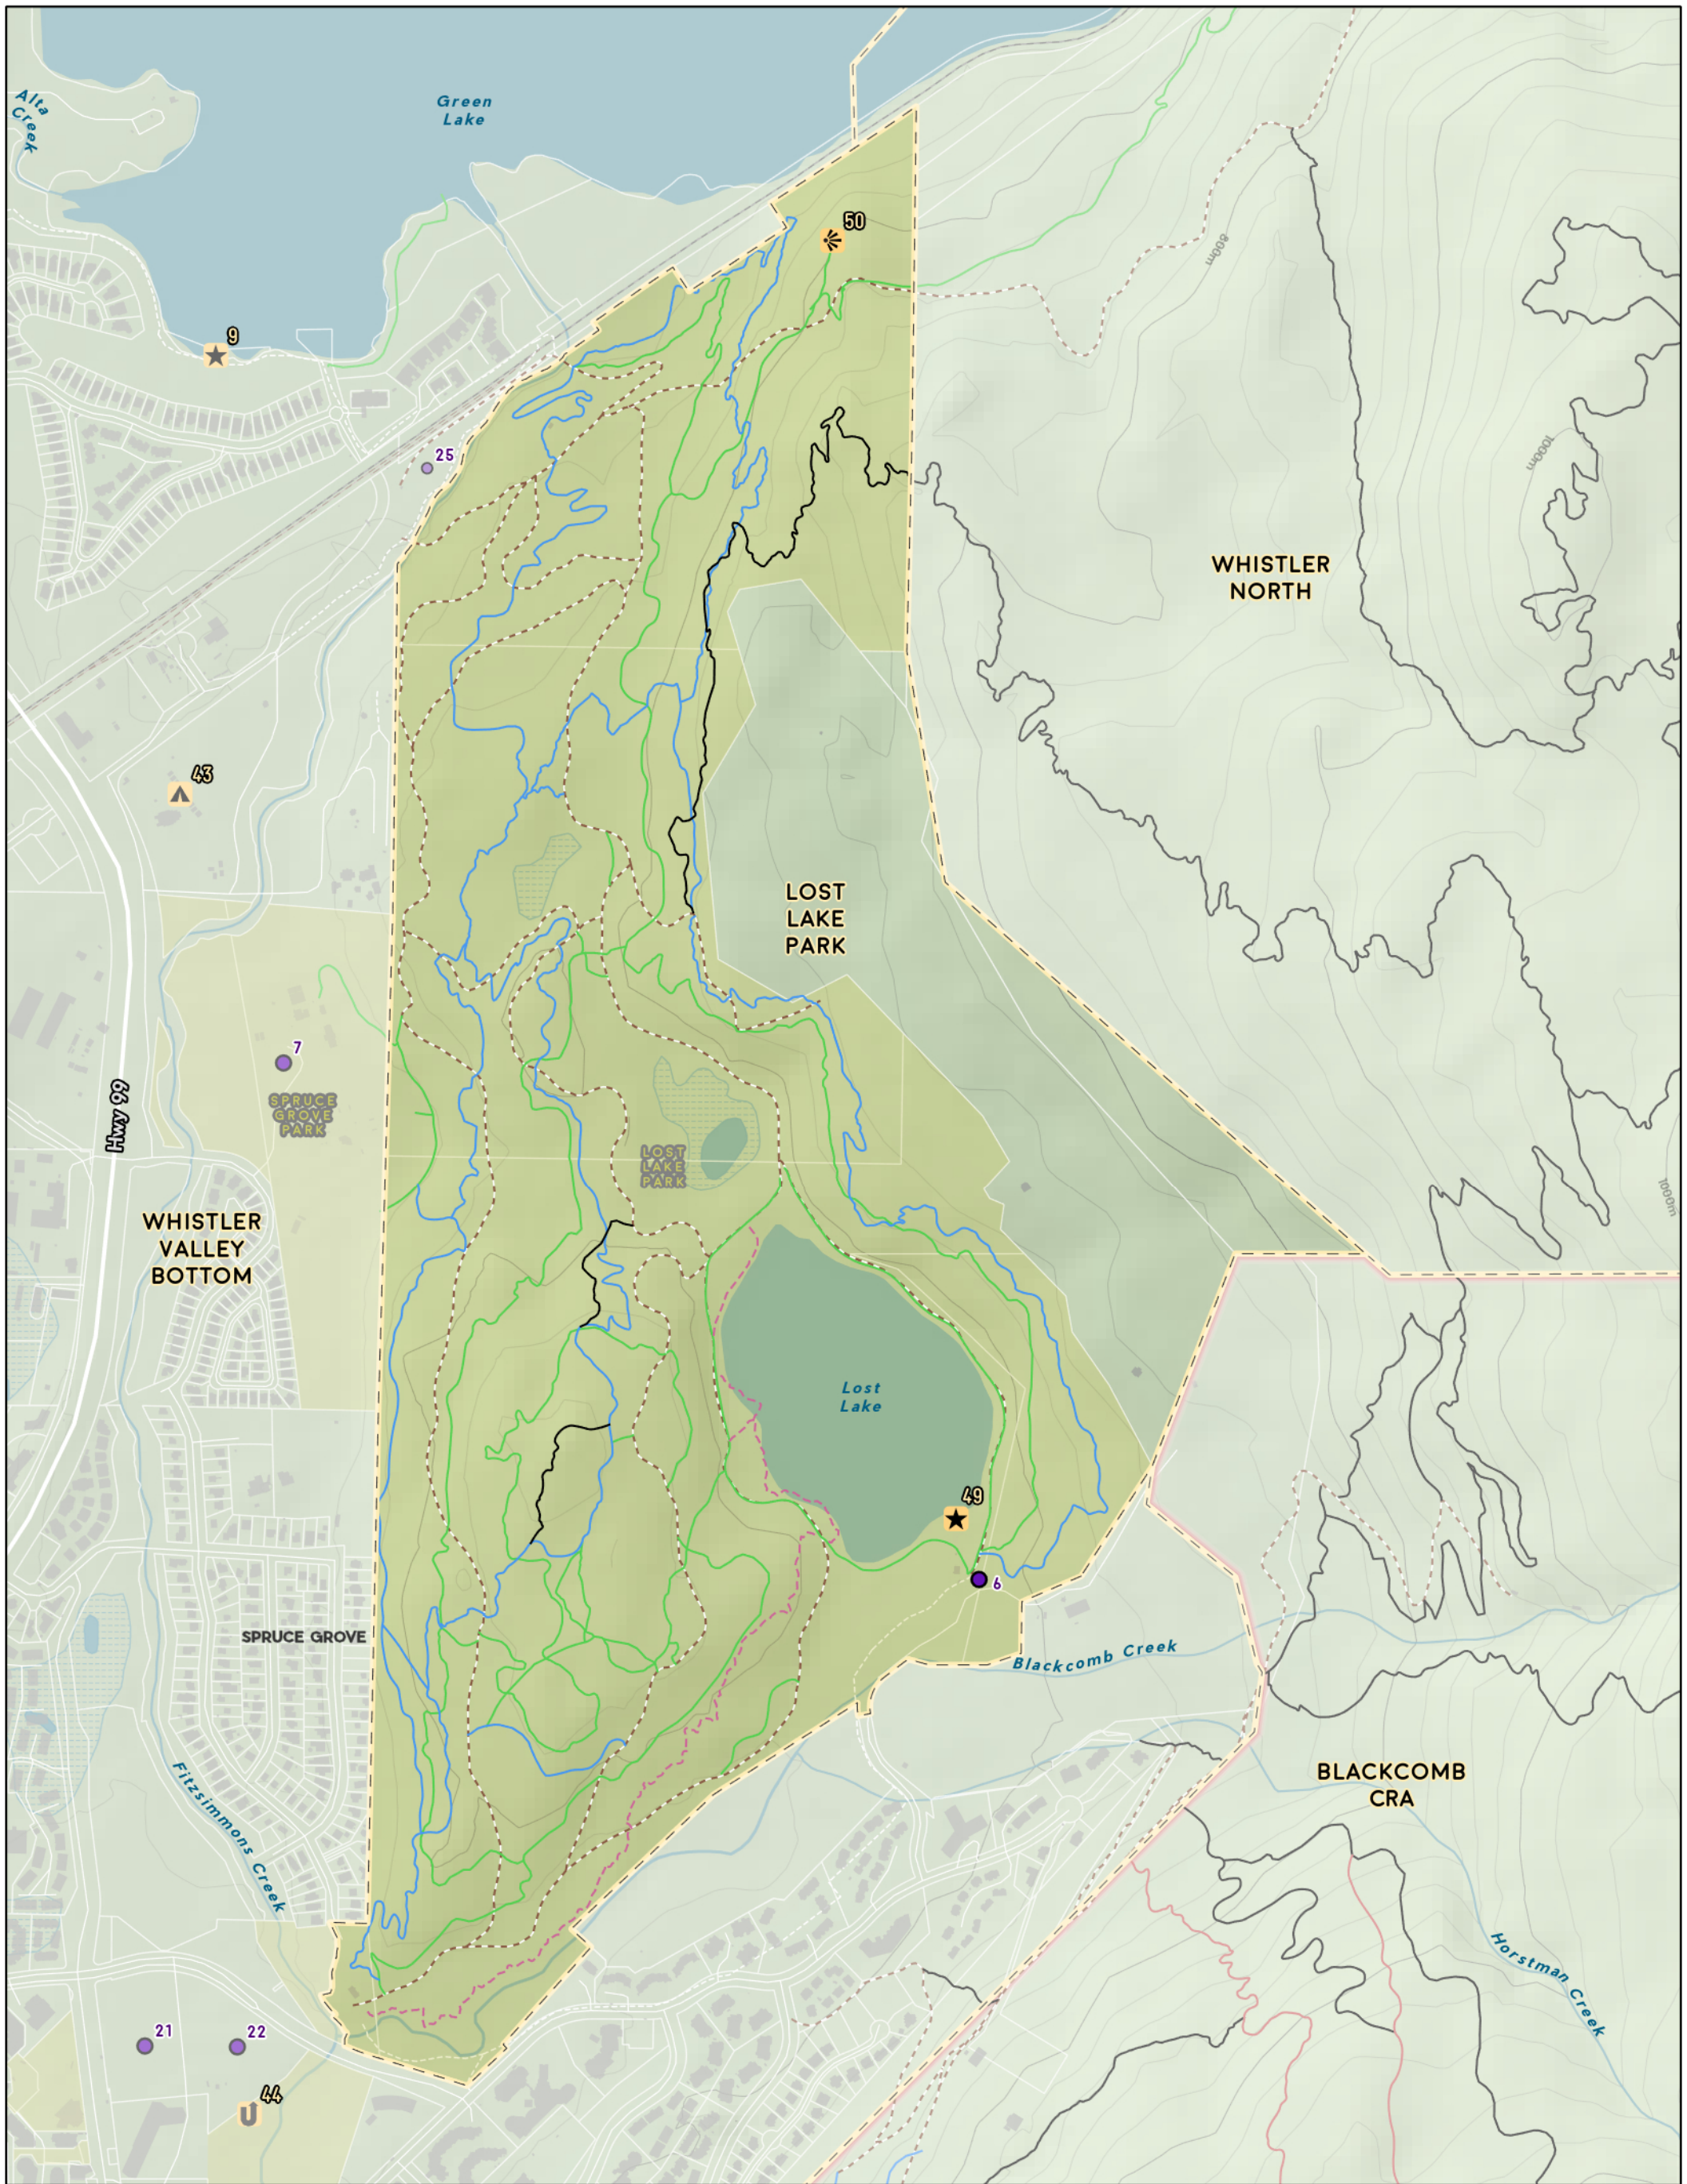 Alta
Creek
Green
Lake
50
9
800m
25
1000m
WHISTLER
NORTH
43
LOST
LAKE
PARK
7
SPRUCE
GROVE
PARK
Hwy 99
LOST
LAKE
PARK
1000m
WHISTLER
VALLEY
BOTTOM
Lost
Lake
49
6
SPRUCE GROVE
Blackcomb Creek
BLACKCOMB
CRA
Fitzsimmons Creek
Horstman Creek
21
22
44